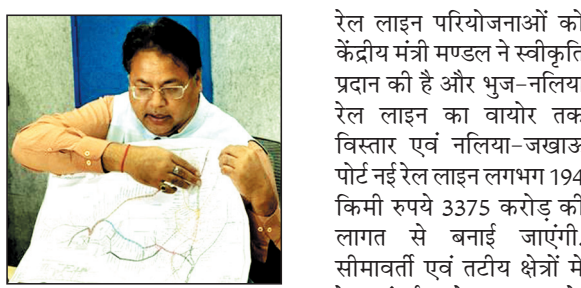 रेल लाइन परियोजनाओं को
केंद्रीय मंत्री मण्डल ने स्वीकृति
प्रदान की है और भुज-नलिया
रेल लाइन का वायोर तक
विस्तार एवं नलिया-जखाऊ
पोर्ट नई रेल लाइन लगभग 194
किमी रुपये 3375 करोड़ की
लागत से बनाई जाएंगी.
सीमावर्ती एवं तटीय क्षेत्रों में